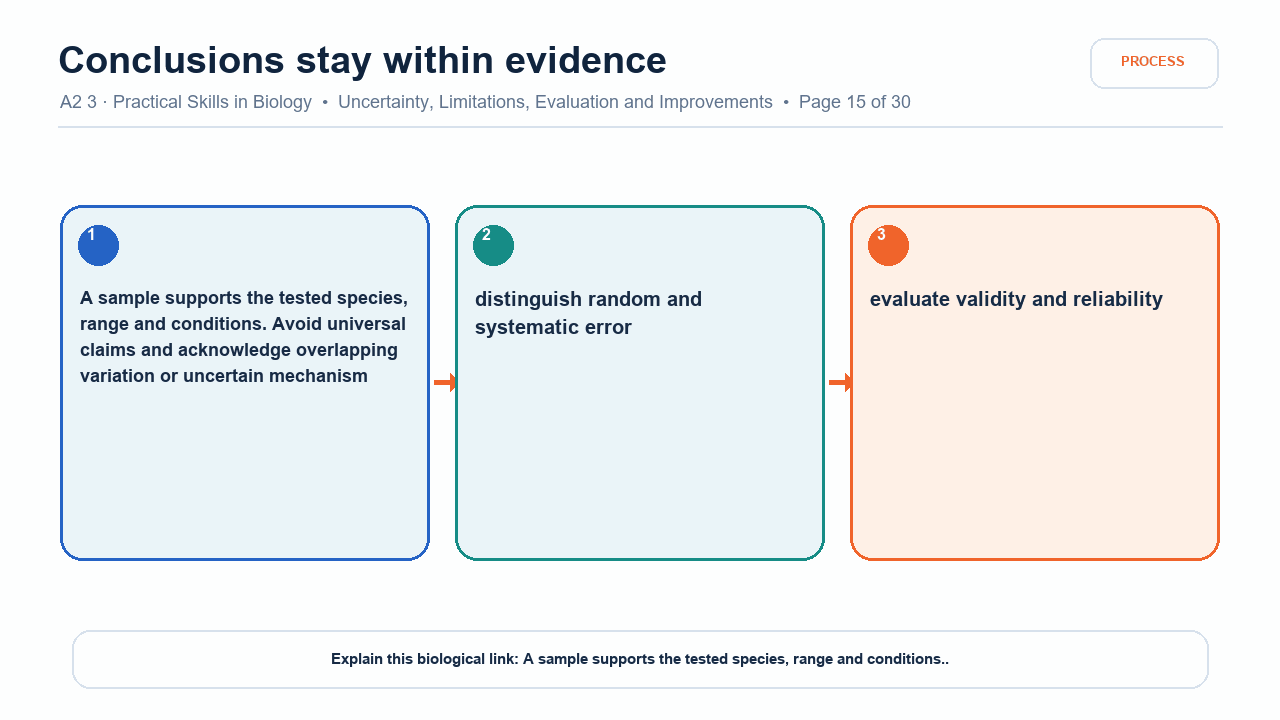 Conclusions stay within evidence
PROCESS
A2 3 · Practical Skills in Biology • Uncertainty, Limitations, Evaluation and Improvements • Page 15 of 30
1
A sample supports the tested species,
range and conditions. Avoid universal
claims and acknowledge overlapping
variation or uncertain mechanism
2
distinguish random and
systematic error
3
evaluate validity and reliability
Explain this biological link: A sample supports the tested species, range and conditions..